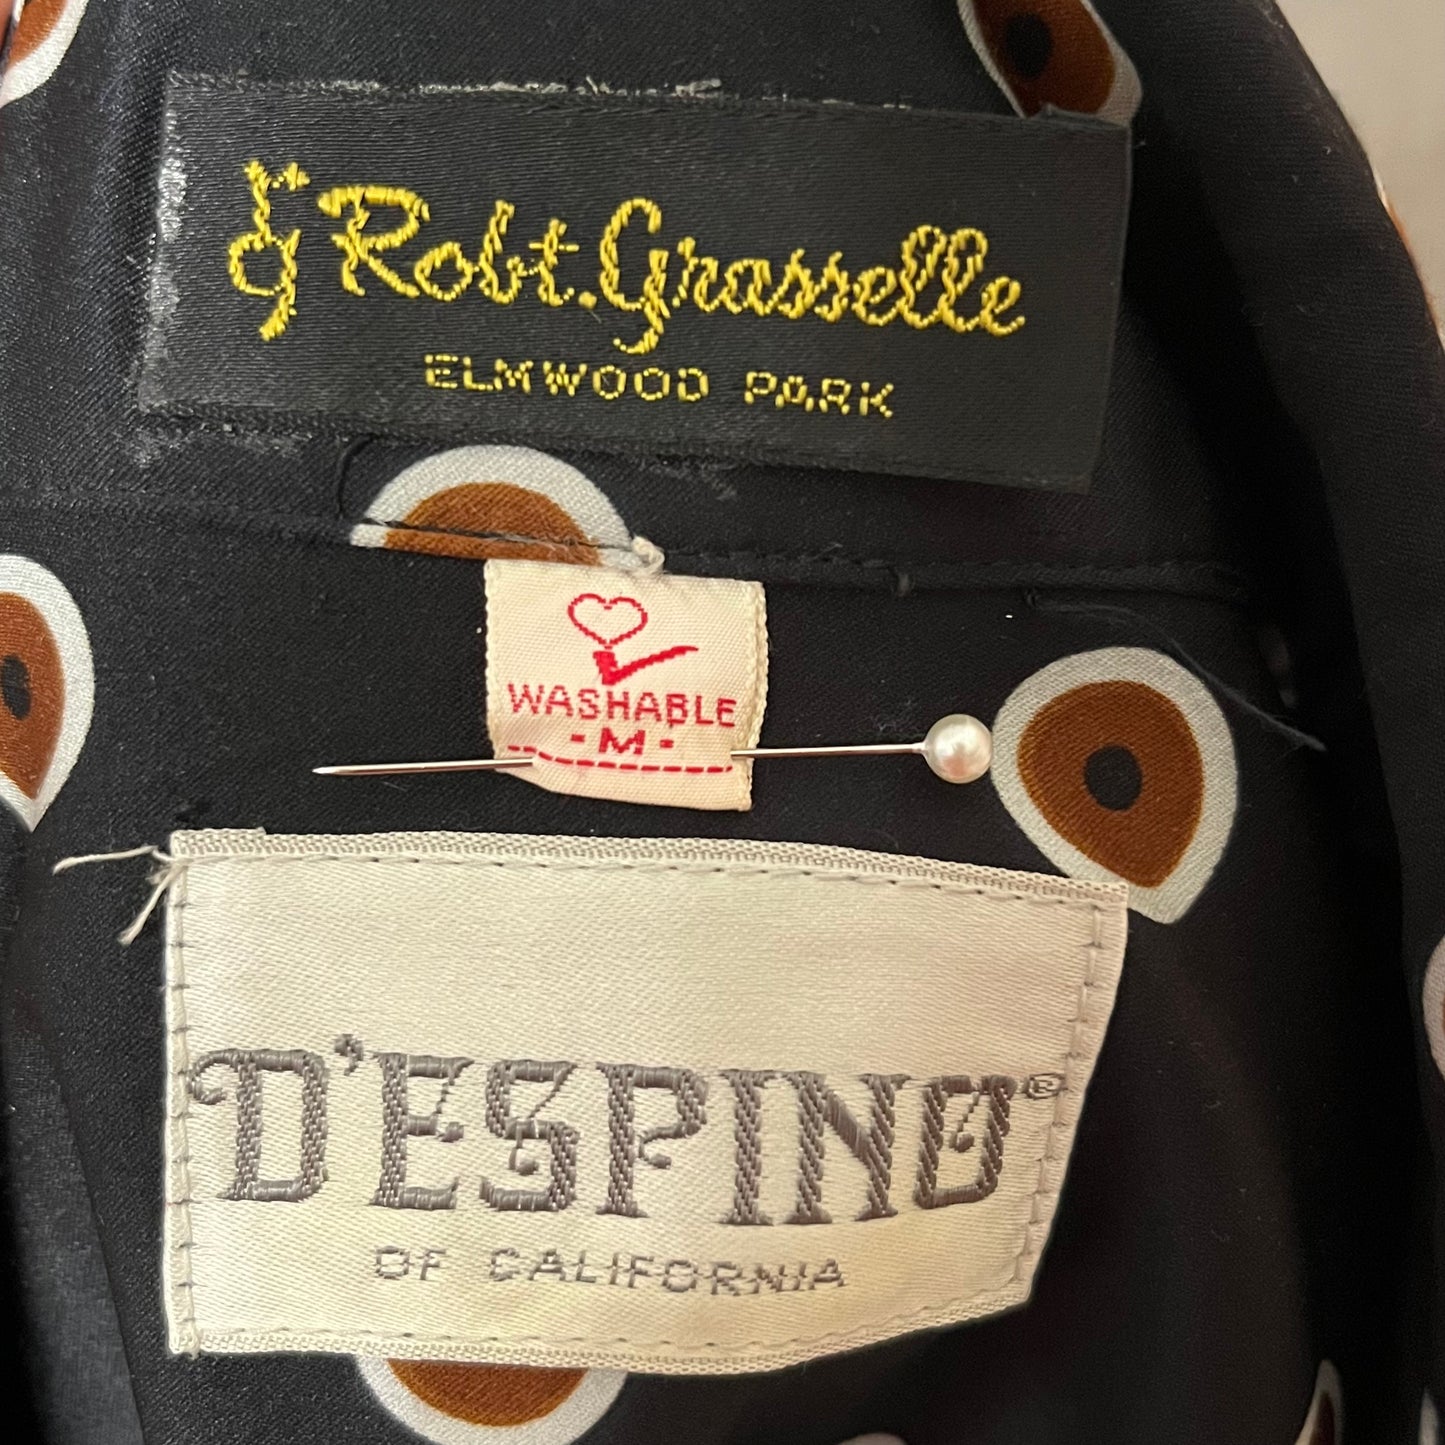 Robt. Grasselle
ELMWOOD PARK
WASHABLE
- M -
D'ESPINO®
OF CALIFORNIA